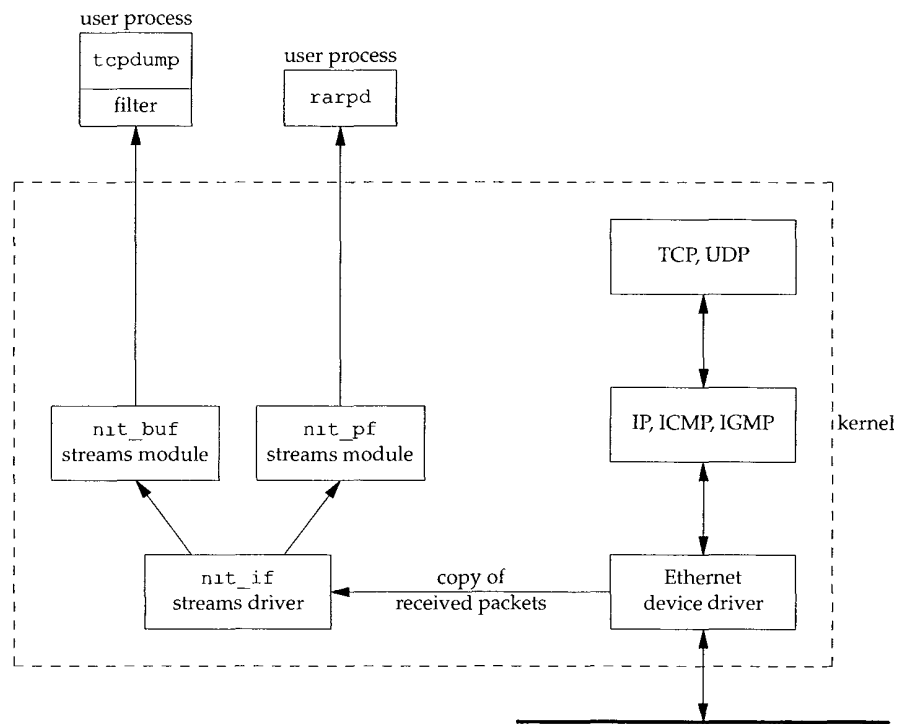 user process
tcpdump
filter
user process
rarpd
TCP, UDP
nit_buf
streams module
nit_pf
streams module
IP, ICMP, IGMP
kernel
nit_if
streams driver
copy of
received packets
Ethernet
device driver